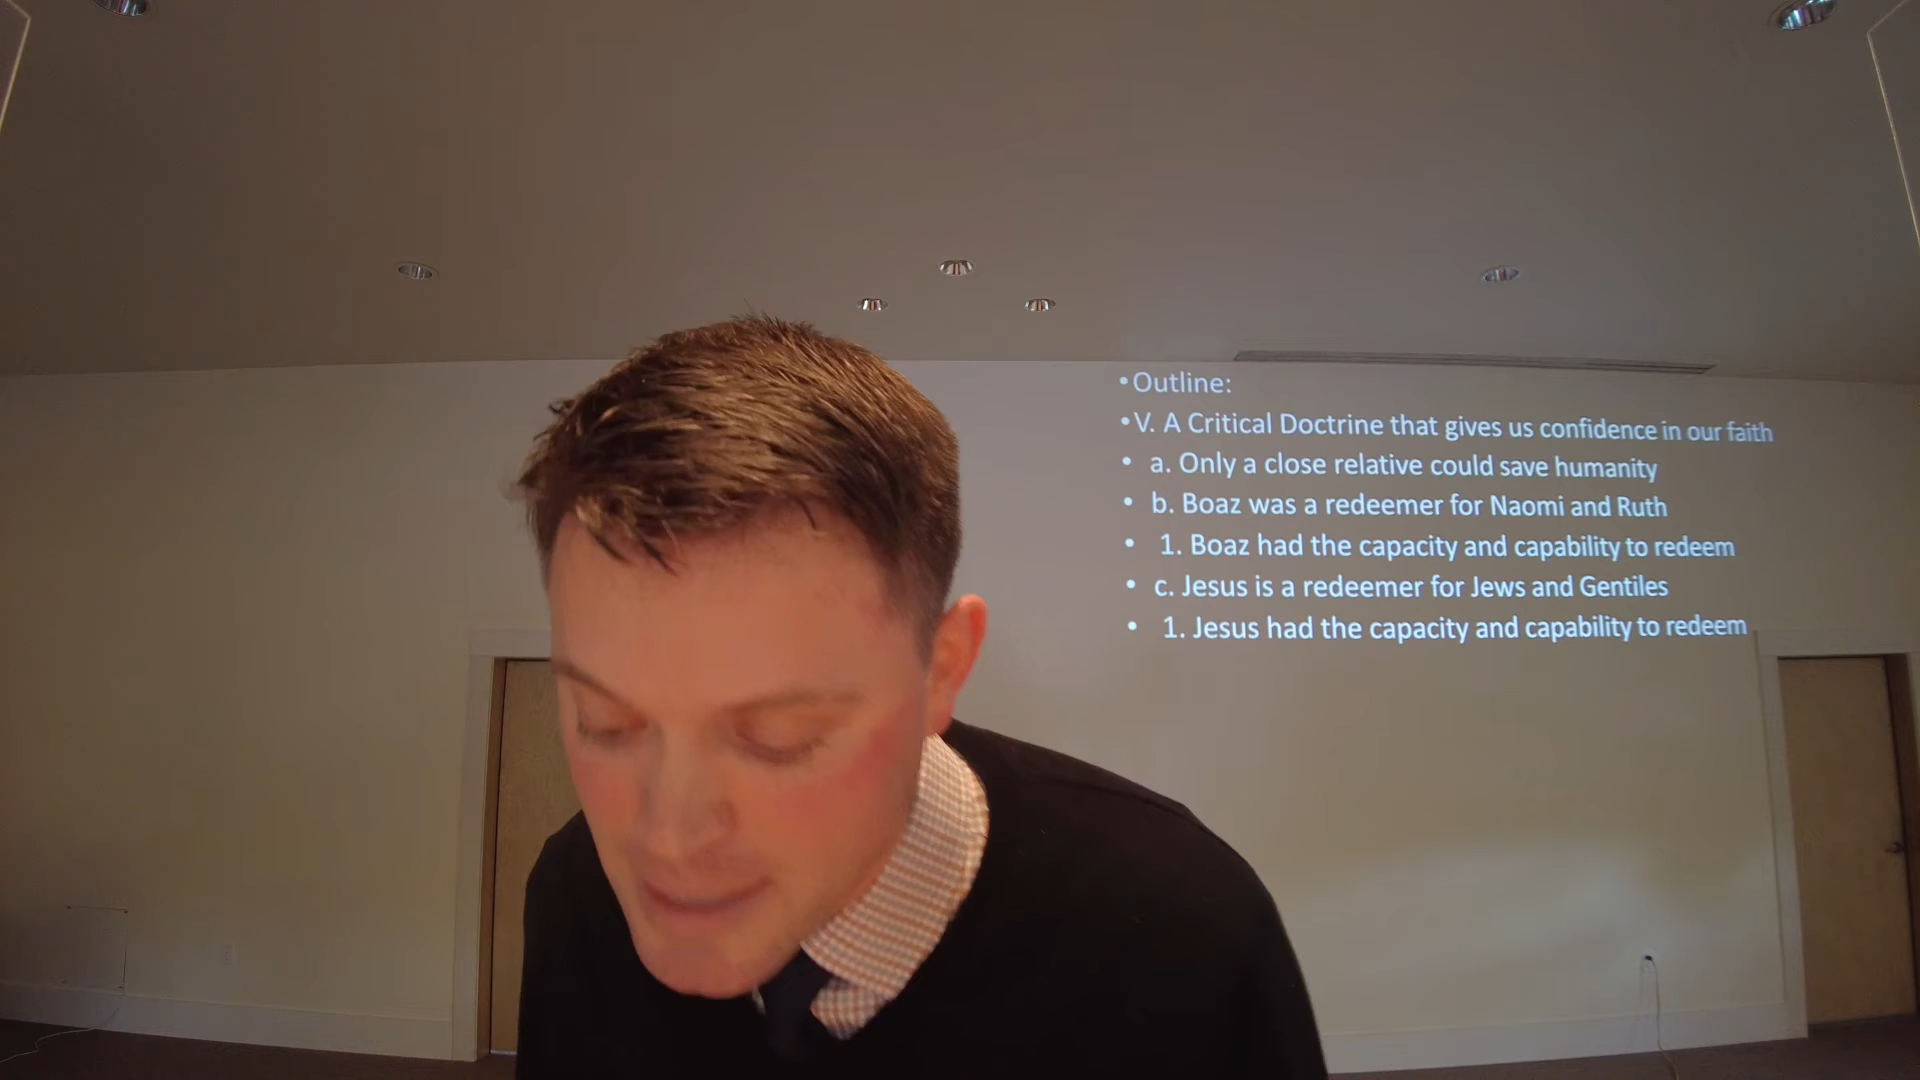 •Outline:
•V. A Critical Doctrine that gives us confidence in our faith
• a. Only a close relative could save humanity
• b. Boaz was a redeemer for Naomi and Ruth
• 1. Boaz had the capacity and capability to redeem
• c. Jesus is a redeemer for Jews and Gentiles
• 1. Jesus had the capacity and capability to redeem